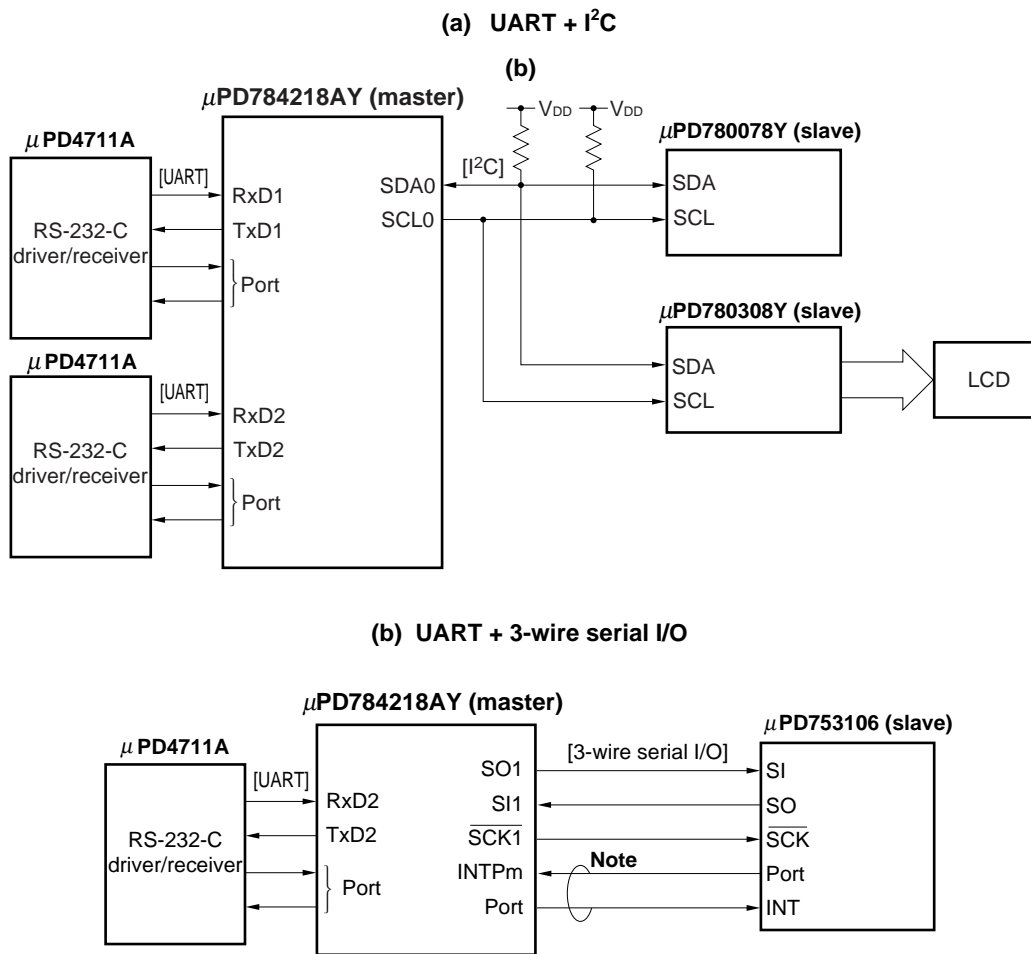 (a) UART + I²C
(b)
µPD784218AY (master)
VDD
VDD
µPD4711A
µPD780078Y (slave)
[UART]
[I²C]
RxD1
SDA0
SDA
RS-232-C
driver/receiver
TxD1
SCL0
SCL
Port
µPD780308Y (slave)
µPD4711A
SDA
LCD
[UART]
SCL
RxD2
RS-232-C
driver/receiver
TxD2
Port
(b) UART + 3-wire serial I/O
µPD784218AY (master)
µPD753106 (slave)
µPD4711A
[3-wire serial I/O]
[UART]
SO1
SI
RxD2
SI1
SO
RS-232-C
driver/receiver
TxD2
SCK1
SCK
Note
INTPm
Port
Port
Port
INT